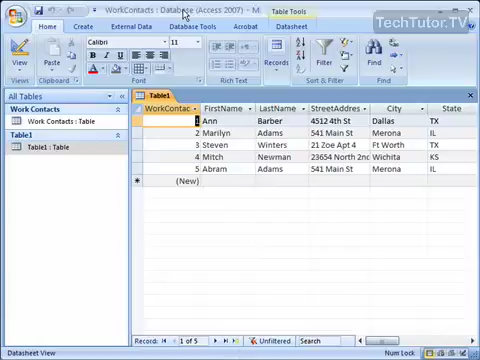 WorkContacts : Database (Access 2007) - M...
Table Tools
TechTutor.TV
Home Create External Data Database Tools Acrobat Datasheet
View
Paste
Calibri 11
B I U
Records
Find
Views Clipboard Font Rich Text Sort & Filter Find
All Tables
Table1
Work Contacts
Work Contacts : Table
Table1
Table1 : Table
WorkContac FirstName LastName StreetAddres City State
1 Ann Barber 4512 4th St Dallas TX
2 Marilyn Adams 541 Main St Merona IL
3 Steven Winters 21 Zoe Apt 4 Ft Worth TX
4 Mitch Newman 23654 North 2nd Wichita KS
5 Abram Adams 541 Main St Merona IL
(New)
Record: 1 of 5 Unfiltered Search
Datasheet View
Num Lock